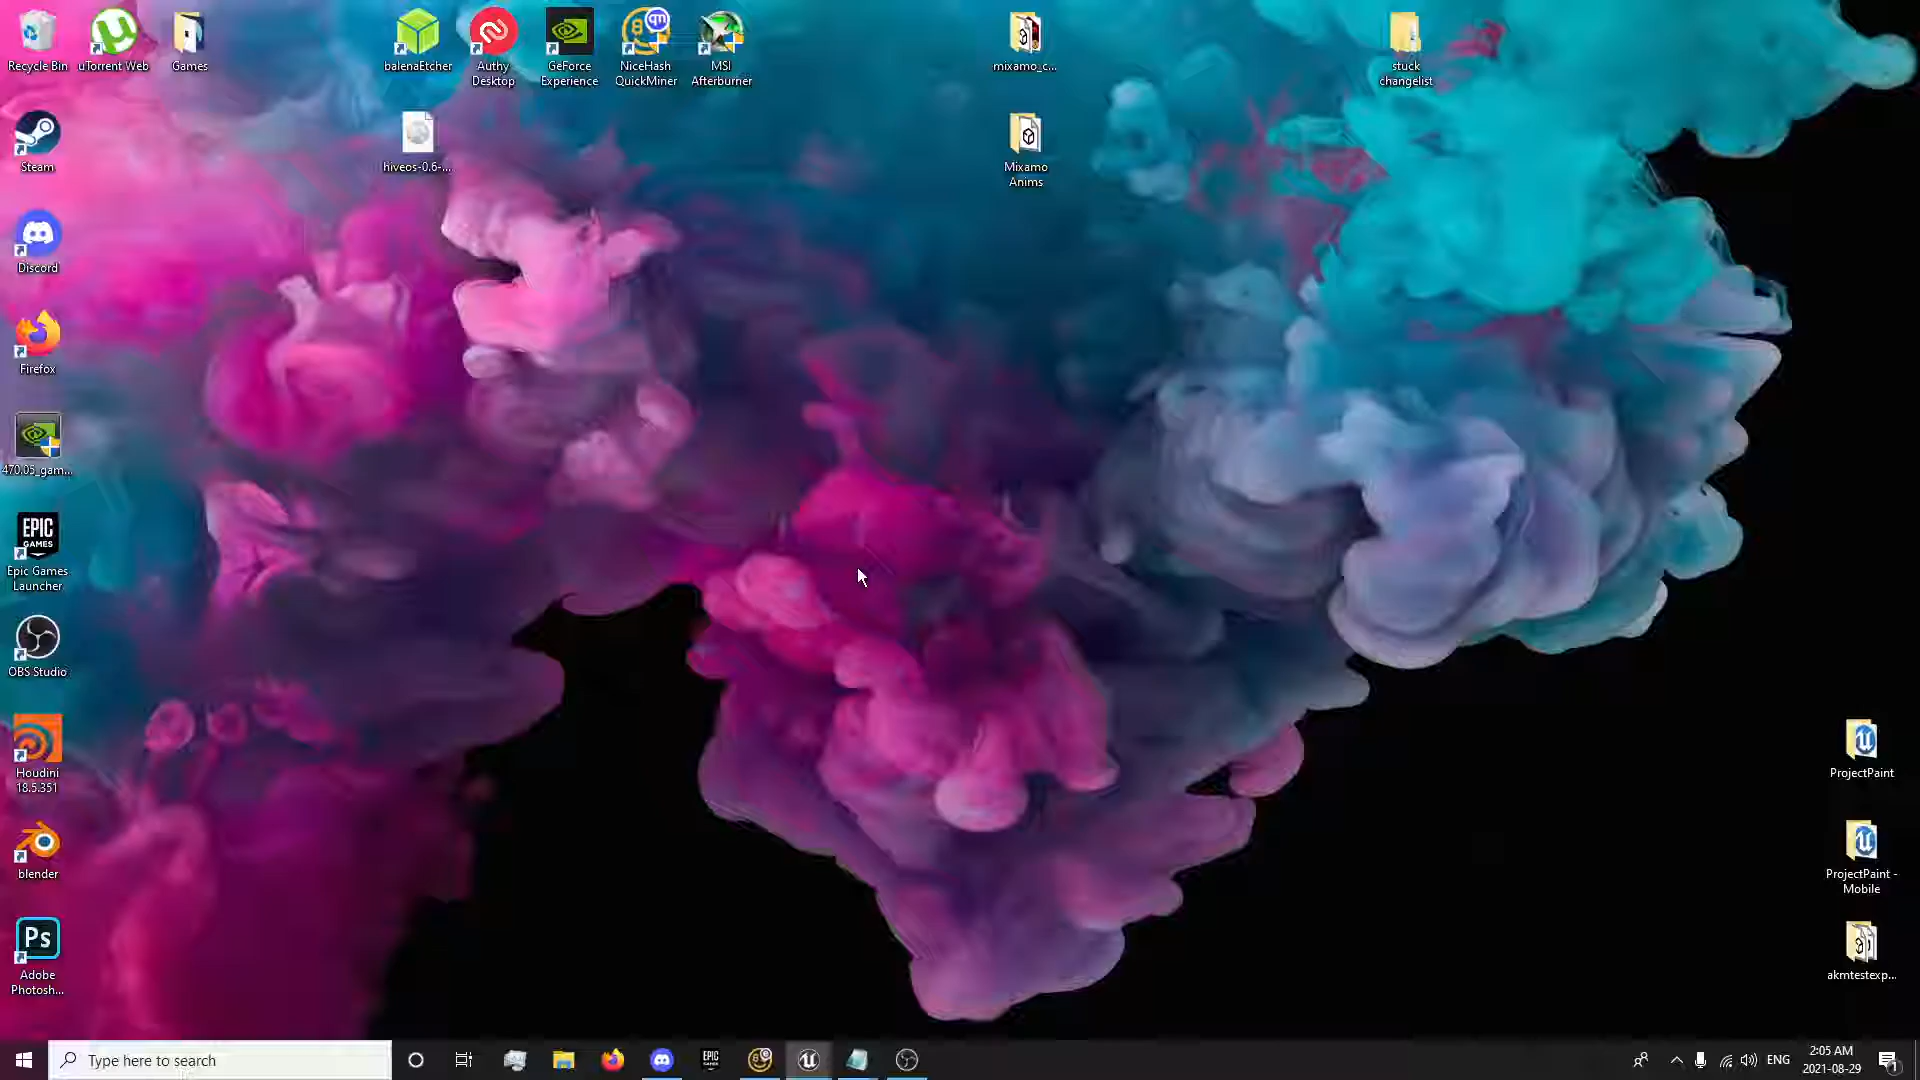 Recycle Bin
uTorrent Web
Games
balenaEtcher
Authy
Desktop
GeForce
Experience
NiceHash
QuickMiner
MSI
Afterburner
mixamo_c...
stuck
changelist
Steam
hiveos-0.6-...
Mixamo
Anims
Discord
Firefox
470.05_gam...
EPIC
GAMES
Epic Games
Launcher
OBS Studio
Houdini
18.5.351
ProjectPaint
blender
ProjectPaint -
Mobile
Ps
Adobe
Photosh...
akmtestexp...
Type here to search
EPIC
ENG
2:05 AM
2021-08-29
1